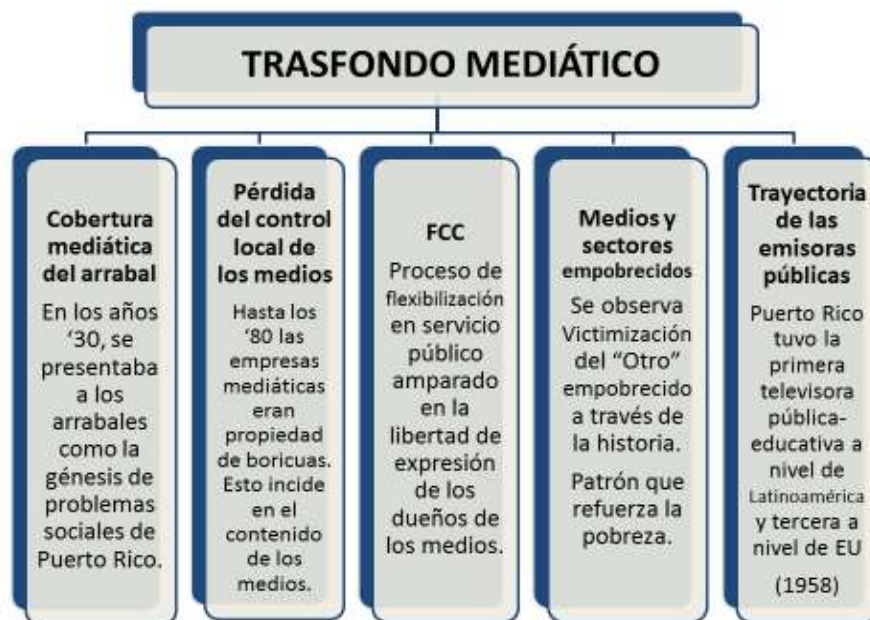 TRASFONDO MEDIÁTICO
Cobertura
mediática
del arrabal
En los años
‘30, se
presentaba
a los
arrabales
como la
génesis de
problemas
sociales de
Puerto Rico.
Pérdida
del control
local de
los medios
Hasta los
‘80 las
empresas
mediáticas
eran
propiedad
de boricuas.
Esto incide
en el
contenido
de los
medios.
FCC
Proceso de
flexibilización
en servicio
público
amparado
en la
libertad de
expresión
de los
dueños de
los medios.
Medios y
sectores
empobrecidos
Se observa
Victimización
del “Otro”
empobrecido
a través de
la historia.
Patrón que
refuerza la
pobreza.
Trayectoria
de las
emisoras
públicas
Puerto Rico
tuvo la
primera
televisora
pública-
educativa a
nivel de
Latinoamérica
y tercera a
nivel de EU
(1958)